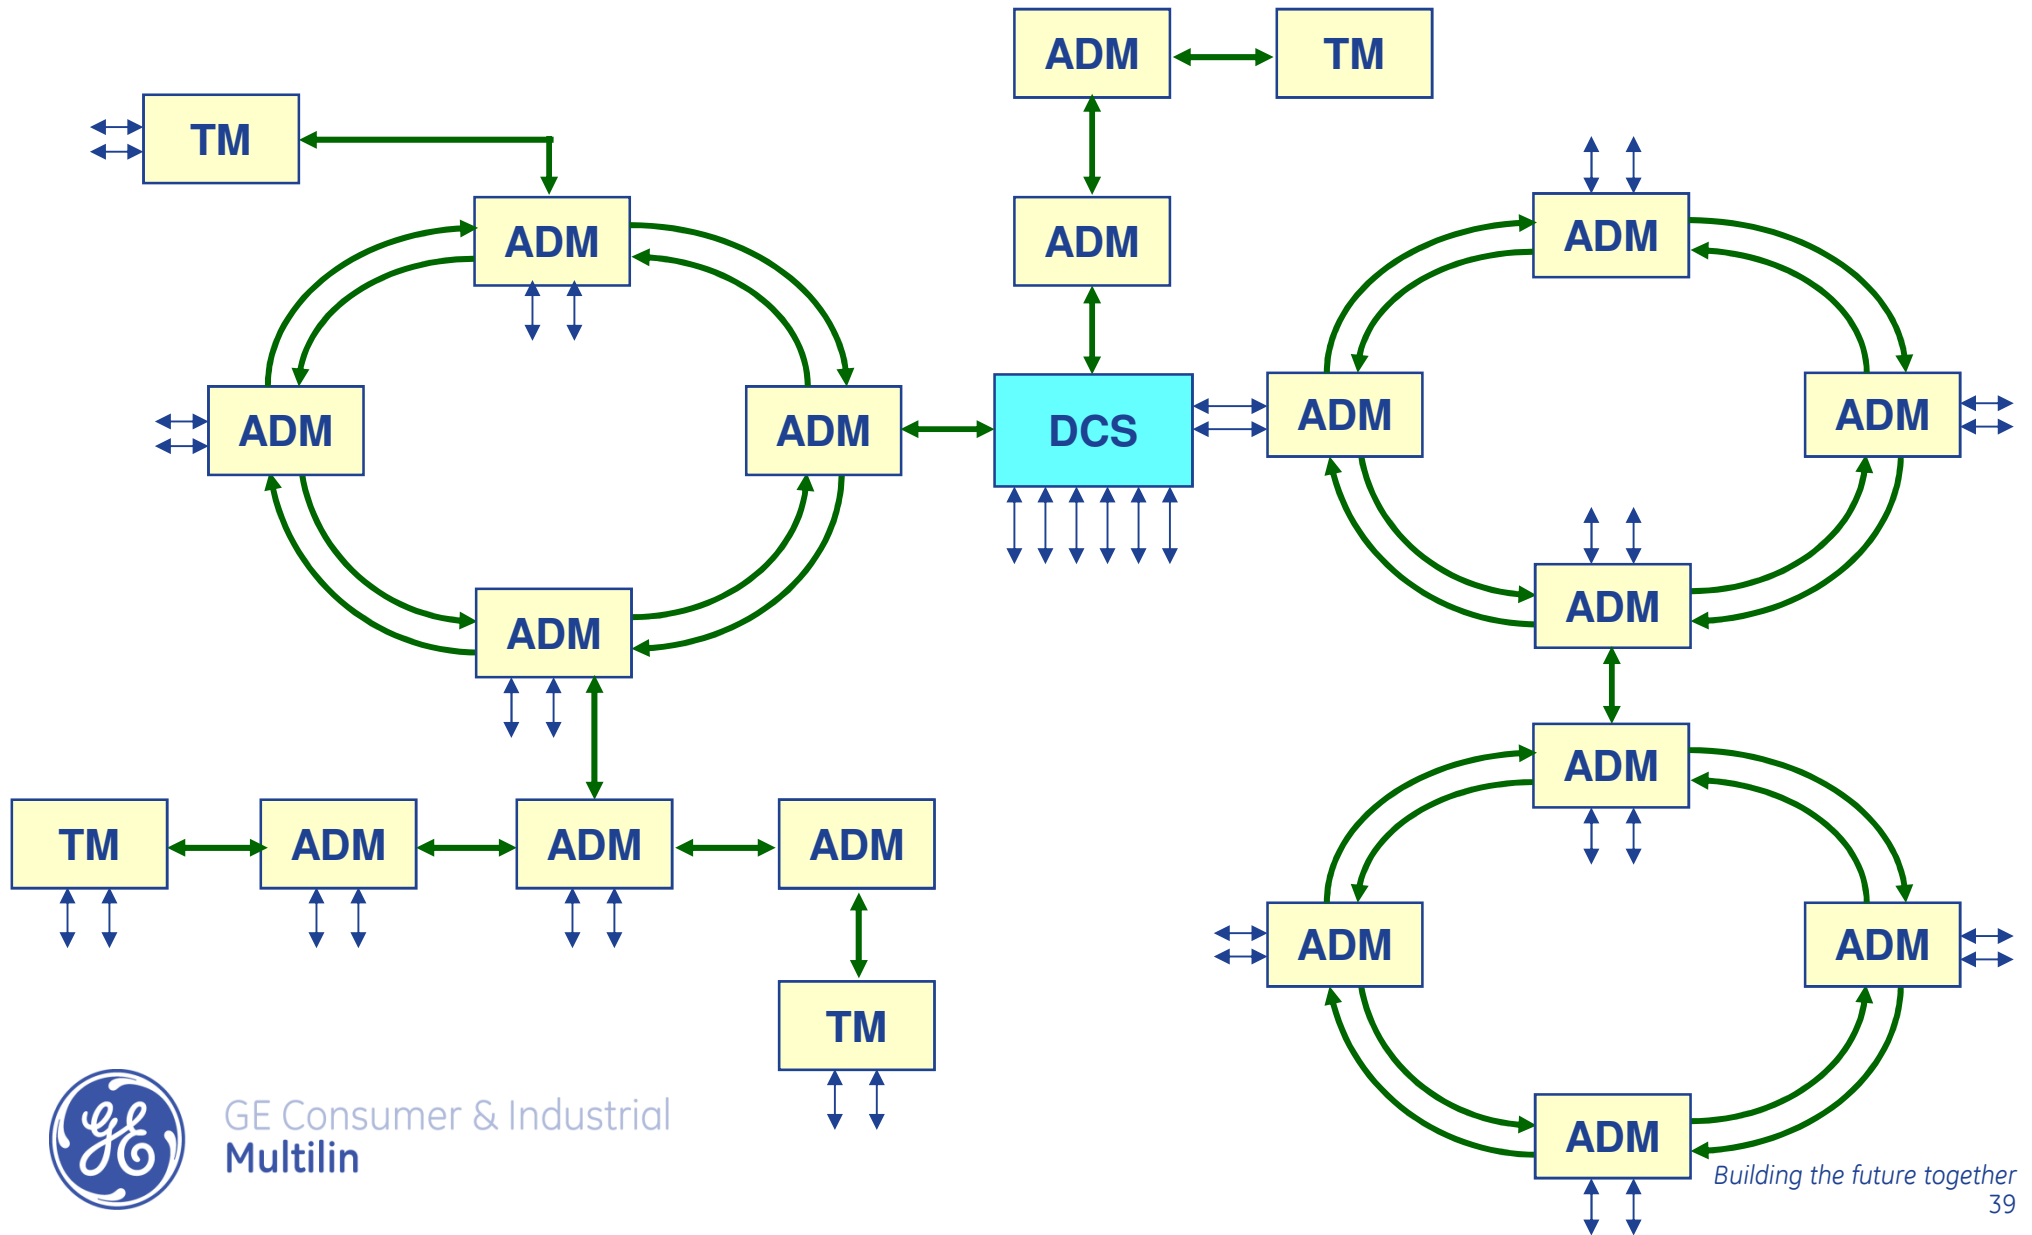 ADM TM
TM
ADM ADM ADM
ADM ADM DCS ADM ADM
ADM ADM
ADM
TM ADM ADM ADM
ADM ADM
TM
ADM
GE
GE Consumer & Industrial
Multilin
Building the future together
39